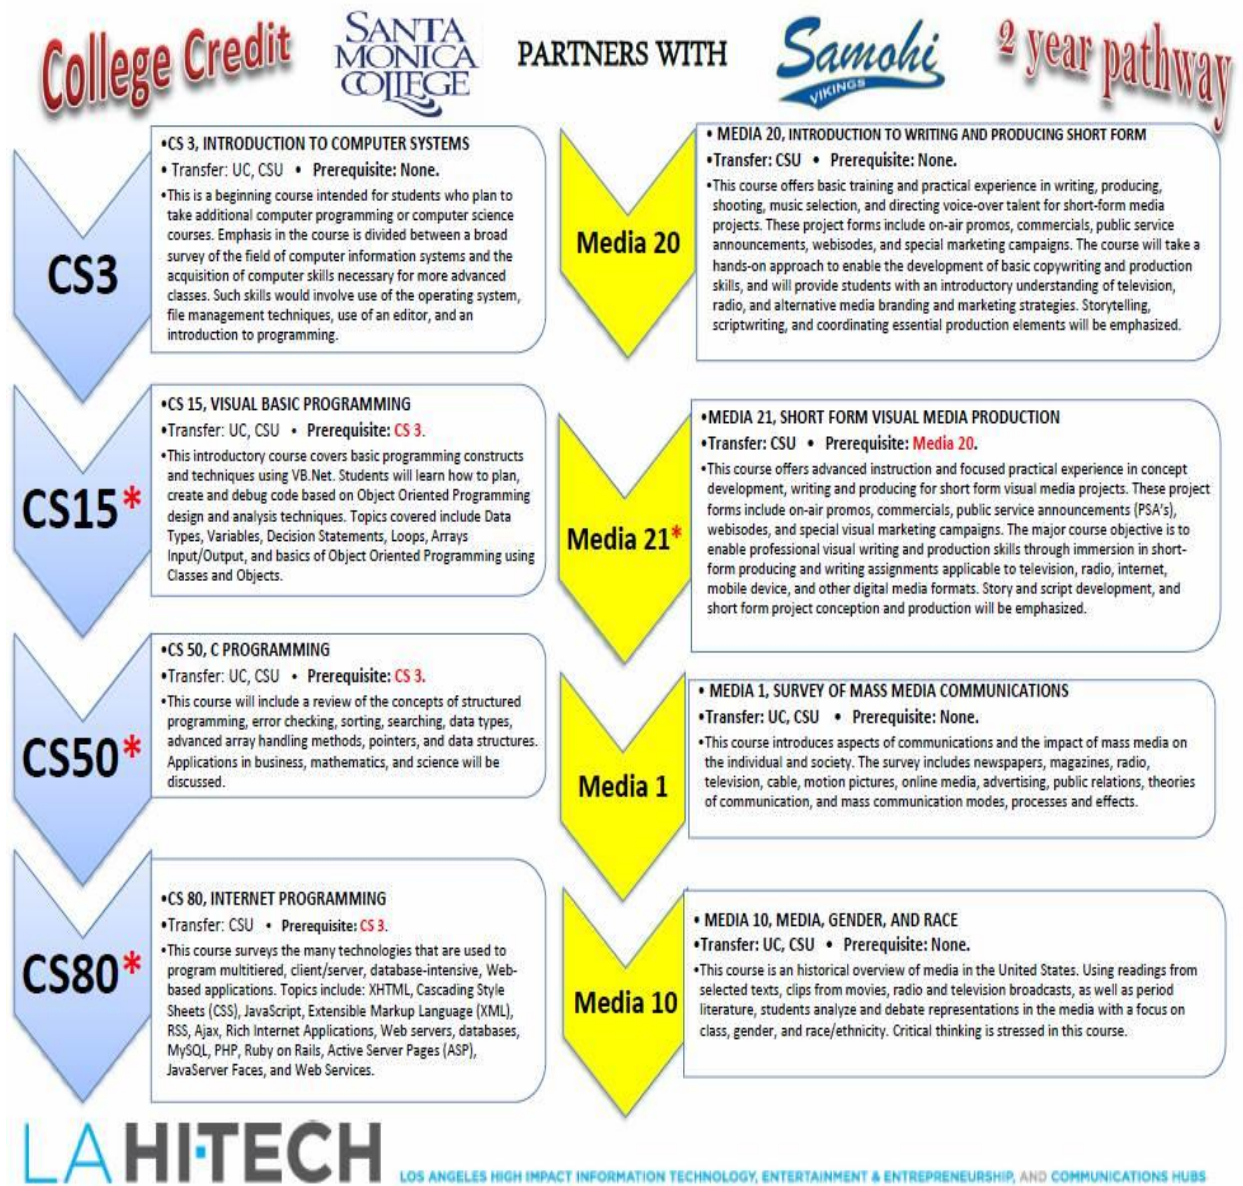 College Credit
SANTA
MONICA
COLLEGE
PARTNERS WITH
Samohi
VIKINGS
2 year pathway
CS3
•CS 3, INTRODUCTION TO COMPUTER SYSTEMS
• Transfer: UC, CSU • Prerequisite: None.
•This is a beginning course intended for students who plan to
take additional computer programming or computer science
courses. Emphasis in the course is divided between a broad
survey of the field of computer information systems and the
acquisition of computer skills necessary for more advanced
classes. Such skills would involve use of the operating system,
file management techniques, use of an editor, and an
introduction to programming.
CS15*
•CS 15, VISUAL BASIC PROGRAMMING
•Transfer: UC, CSU • Prerequisite: CS 3.
•This introductory course covers basic programming constructs
and techniques using VB.Net. Students will learn how to plan,
create and debug code based on Object Oriented Programming
design and analysis techniques. Topics covered include Data
Types, Variables, Decision Statements, Loops, Arrays
Input/Output, and basics of Object Oriented Programming using
Classes and Objects.
CS50*
•CS 50, C PROGRAMMING
•Transfer: UC, CSU • Prerequisite: CS 3.
•This course will include a review of the concepts of structured
programming, error checking, sorting, searching, data types,
advanced array handling methods, pointers, and data structures.
Applications in business, mathematics, and science will be
discussed.
CS80*
•CS 80, INTERNET PROGRAMMING
•Transfer: CSU • Prerequisite: CS 3.
•This course surveys the many technologies that are used to
program multitiered, client/server, database-intensive, Web-
based applications. Topics include: XHTML, Cascading Style
Sheets (CSS), JavaScript, Extensible Markup Language (XML),
RSS, Ajax, Rich Internet Applications, Web servers, databases,
MySQL, PHP, Ruby on Rails, Active Server Pages (ASP),
JavaServer Faces, and Web Services.
Media 20
• MEDIA 20, INTRODUCTION TO WRITING AND PRODUCING SHORT FORM
•Transfer: CSU • Prerequisite: None.
•This course offers basic training and practical experience in writing, producing,
shooting, music selection, and directing voice-over talent for short-form media
projects. These project forms include on-air promos, commercials, public service
announcements, webisodes, and special marketing campaigns. The course will take a
hands-on approach to enable the development of basic copywriting and production
skills, and will provide students with an introductory understanding of television,
radio, and alternative media branding and marketing strategies. Storytelling,
scriptwriting, and coordinating essential production elements will be emphasized.
Media 21*
•MEDIA 21, SHORT FORM VISUAL MEDIA PRODUCTION
•Transfer: CSU • Prerequisite: Media 20.
•This course offers advanced instruction and focused practical experience in concept
development, writing and producing for short form visual media projects. These project
forms include on-air promos, commercials, public service announcements (PSA's),
webisodes, and special visual marketing campaigns. The major course objective is to
enable professional visual writing and production skills through immersion in short-
form producing and writing assignments applicable to television, radio, internet,
mobile device, and other digital media formats. Story and script development, and
short form project conception and production will be emphasized.
Media 1
• MEDIA 1, SURVEY OF MASS MEDIA COMMUNICATIONS
•Transfer: UC, CSU • Prerequisite: None.
•This course introduces aspects of communications and the impact of mass media on
the individual and society. The survey includes newspapers, magazines, radio,
television, cable, motion pictures, online media, advertising, public relations, theories
of communication, and mass communication modes, processes and effects.
Media 10
• MEDIA 10, MEDIA, GENDER, AND RACE
•Transfer: UC, CSU • Prerequisite: None.
•This course is an historical overview of media in the United States. Using readings from
selected texts, clips from movies, radio and television broadcasts, as well as period
literature, students analyze and debate representations in the media with a focus on
class, gender, and race/ethnicity. Critical thinking is stressed in this course.
LA HI-TECH
LOS ANGELES HIGH IMPACT INFORMATION TECHNOLOGY, ENTERTAINMENT & ENTREPRENEURSHIP, AND COMMUNICATIONS HUBS